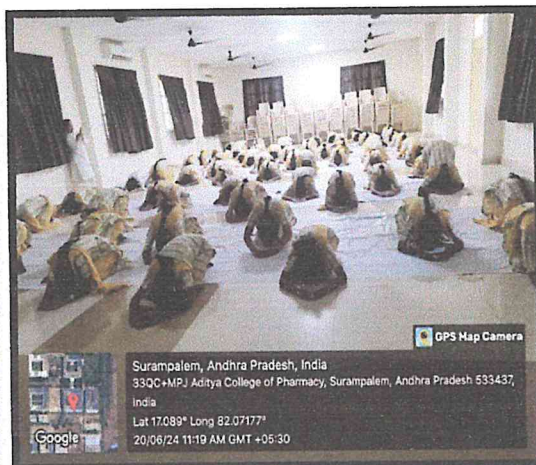 GPS Map Camera
Surampalem, Andhra Pradesh, India
33QC+MPJ Aditya College of Pharmacy, Surampalem, Andhra Pradesh 533437,
India
Lat 17.089° Long 82.07177°
20/06/24 11:19 AM GMT +05:30
Google